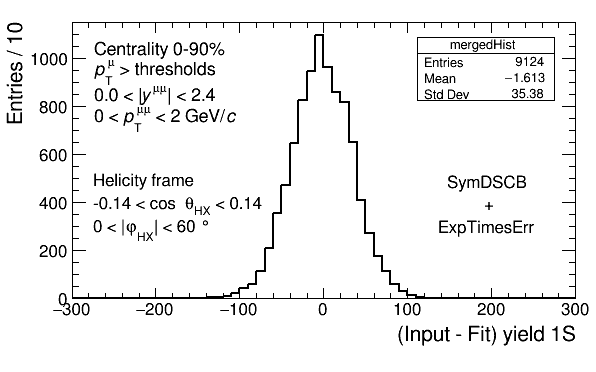 Entries / 10
1000
800
600
400
200
0
−300
−200
−100
0
100
200
300
(Input - Fit) yield 1S
Centrality 0-90%
p_T^μ > thresholds
0.0 < |y^μμ| < 2.4
0 < p_T^μμ < 2 GeV/c
Helicity frame
-0.14 < cos θ_HX < 0.14
0 < |φ_HX| < 60 °
mergedHist
Entries 9124
Mean −1.613
Std Dev 35.38
SymDSCB
+
ExpTimesErr